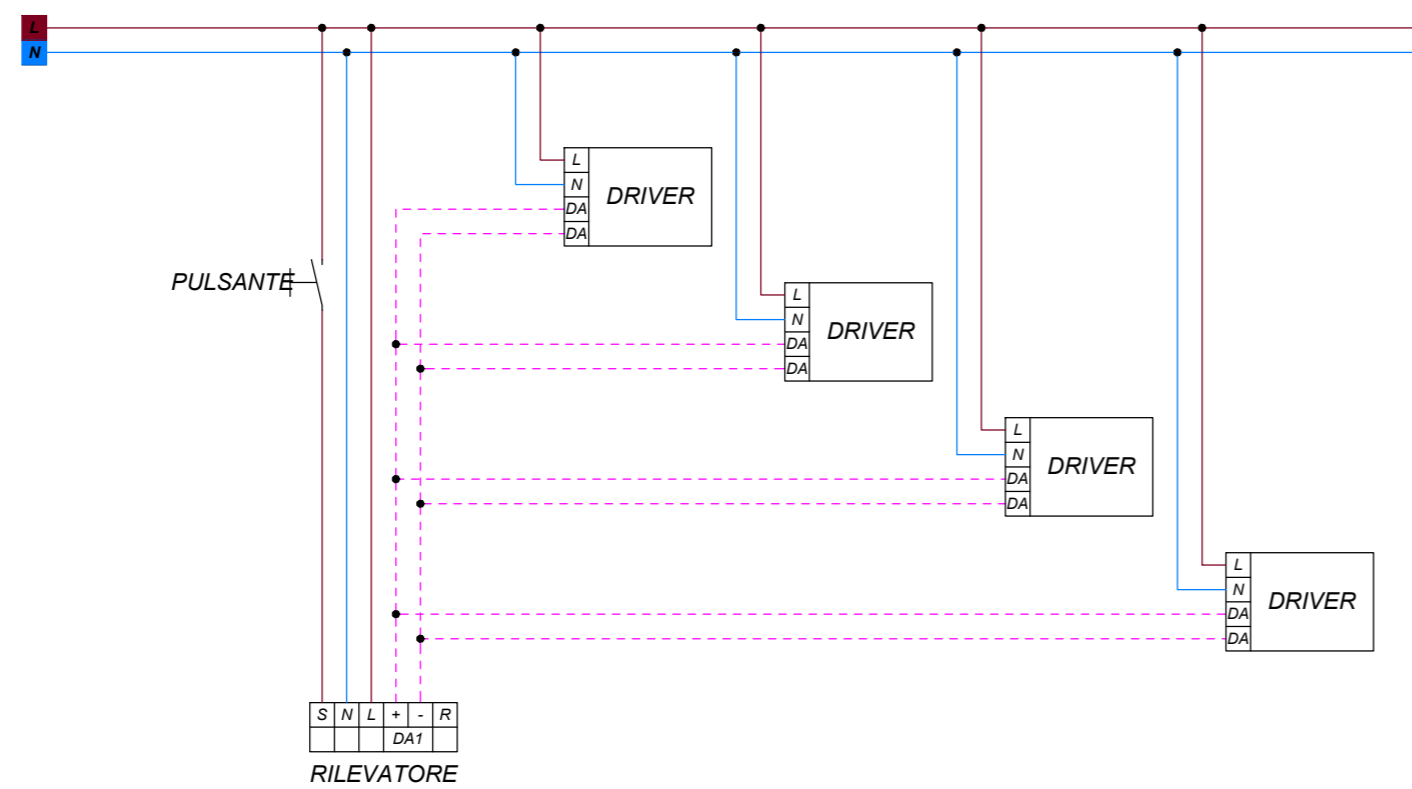 L
N
L
N
DA
DA
DRIVER
PULSANTE
L
N
DA
DA
DRIVER
L
N
DA
DA
DRIVER
L
N
DA
DA
DRIVER
S N L + - R
DA1
RILEVATORE